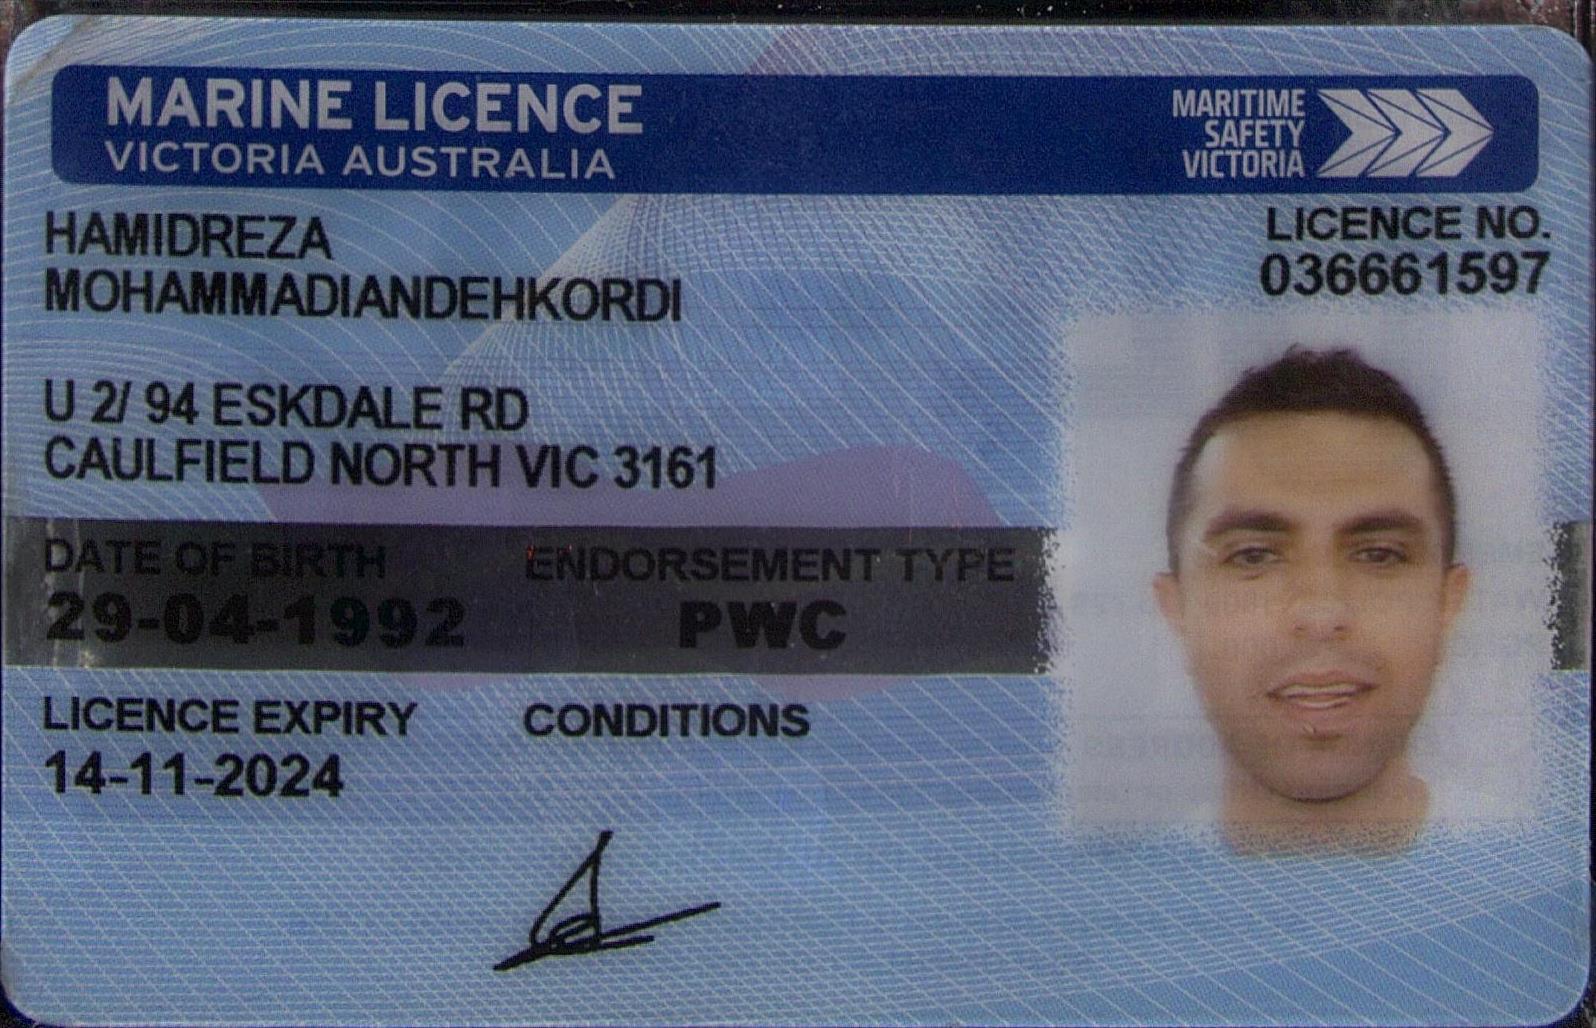 MARINE LICENCE
VICTORIA AUSTRALIA
MARITIME
SAFETY
VICTORIA
HAMIDREZA
MOHAMMADIANDEHKORDI
LICENCE NO.
036661597
U 2/ 94 ESKDALE RD
CAULFIELD NORTH VIC 3161
DATE OF BIRTH
29-04-1992
ENDORSEMENT TYPE
PWC
LICENCE EXPIRY
14-11-2024
CONDITIONS